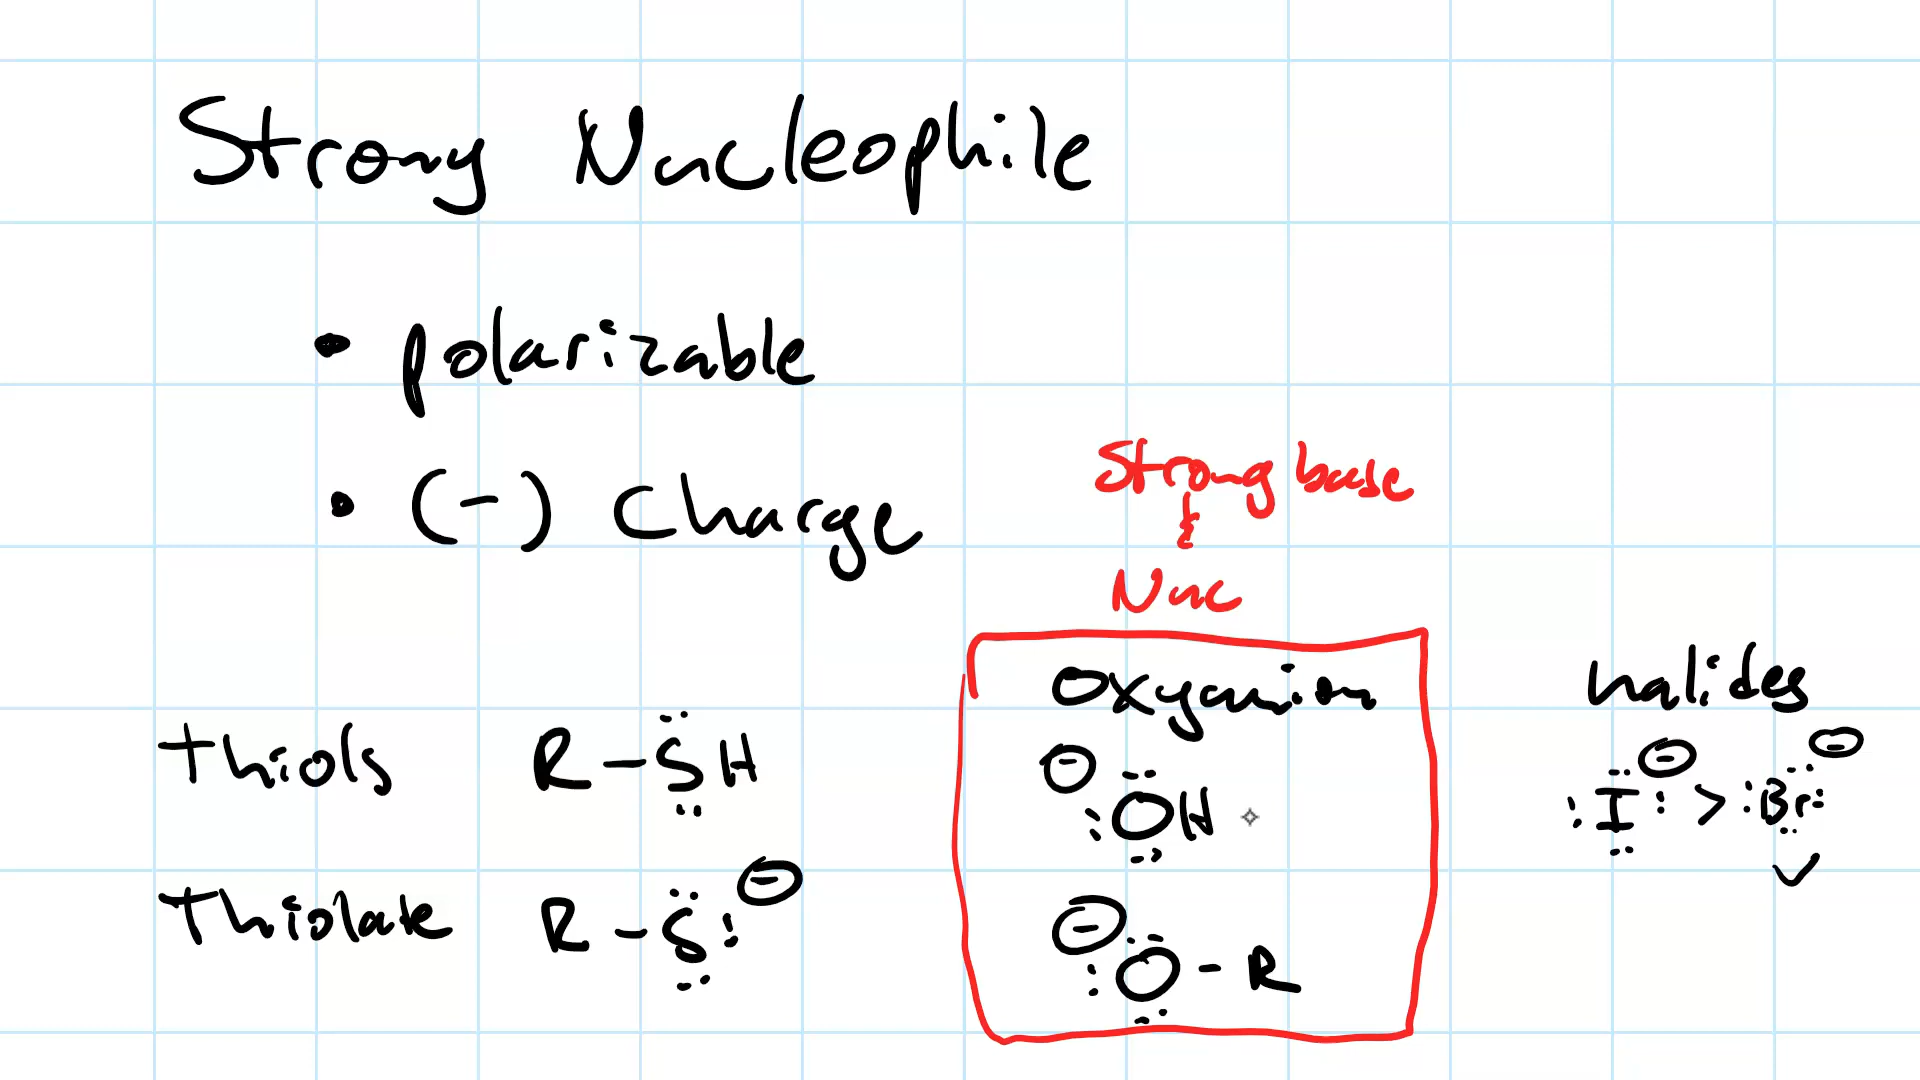 Strong Nucleophile
• polarizable
• (-) Charge
Strong base
&
Nuc
Oxyanion
halides
Thiols R-SH
⊖ :OH
:I:⊖ > :Br:⊖
✓
Thiolate R-S:⊖
⊖ :O-R